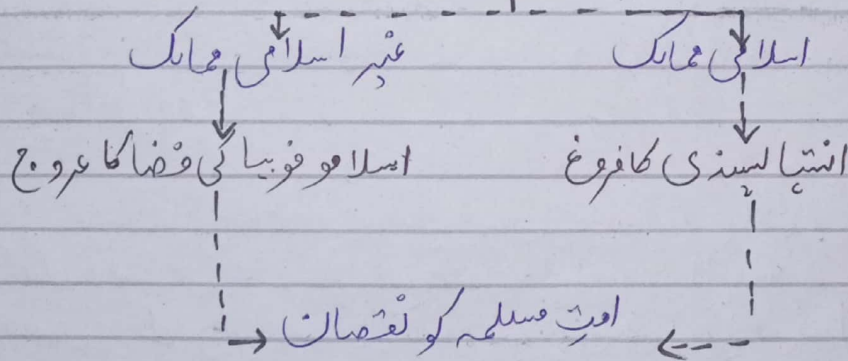 اسلامی ممالک
غیر اسلامی ممالک
انتہا پسندی کا فروغ
اسلاموفوبیا کی فضا کا عروج
امتِ مسلمہ کو نقصان